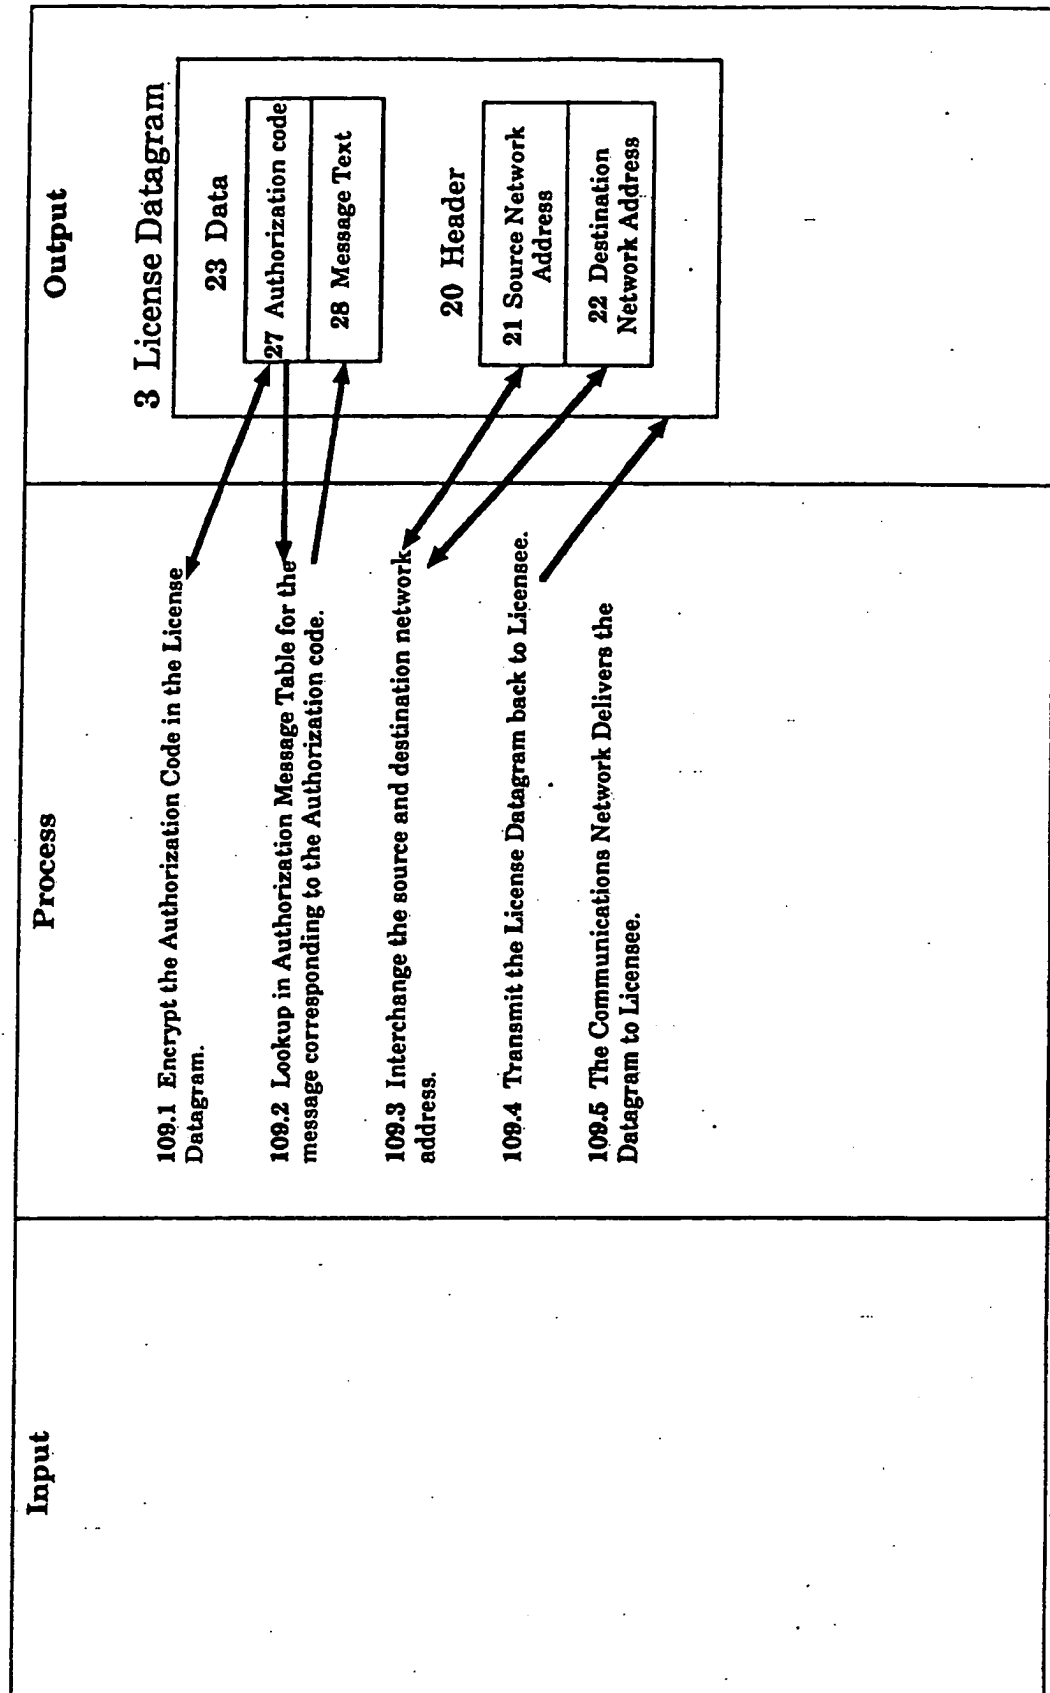 Input
Process
Output
109.1 Encrypt the Authorization Code in the License
Datagram.
109.2 Lookup in Authorization Message Table for the
message corresponding to the Authorization code.
109.3 Interchange the source and destination network
address.
109.4 Transmit the License Datagram back to Licensee.
109.5 The Communications Network Delivers the
Datagram to Licensee.
3 License Datagram
23 Data
27 Authorization code
28 Message Text
20 Header
21 Source Network
Address
22 Destination
Network Address